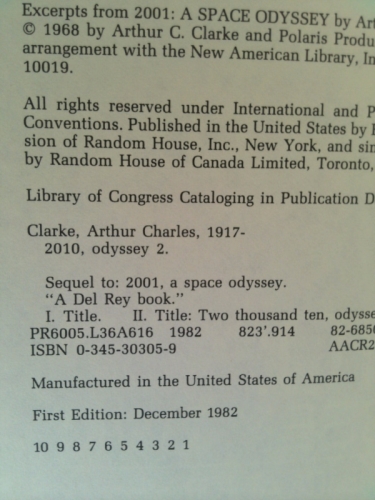 Excerpts from 2001: A SPACE ODYSSEY by
© 1968 by Arthur C. Clarke and Polaris
arrangement with the New American Library,
10019.
All rights reserved under International and
Conventions. Published in the United States by
sion of Random House, Inc., New York, and
by Random House of Canada Limited, Toronto,
Library of Congress Cataloging in Publication
Clarke, Arthur Charles, 1917-
2010, odyssey 2.
Sequel to: 2001, a space odyssey.
"A Del Rey book."
I. Title. II. Title: Two thousand ten,
PR6005.L36A616 1982 823'.914
ISBN 0-345-30305-9 AACR2
Manufactured in the United States of America
First Edition: December 1982
10 9 8 7 6 5 4 3 2 1